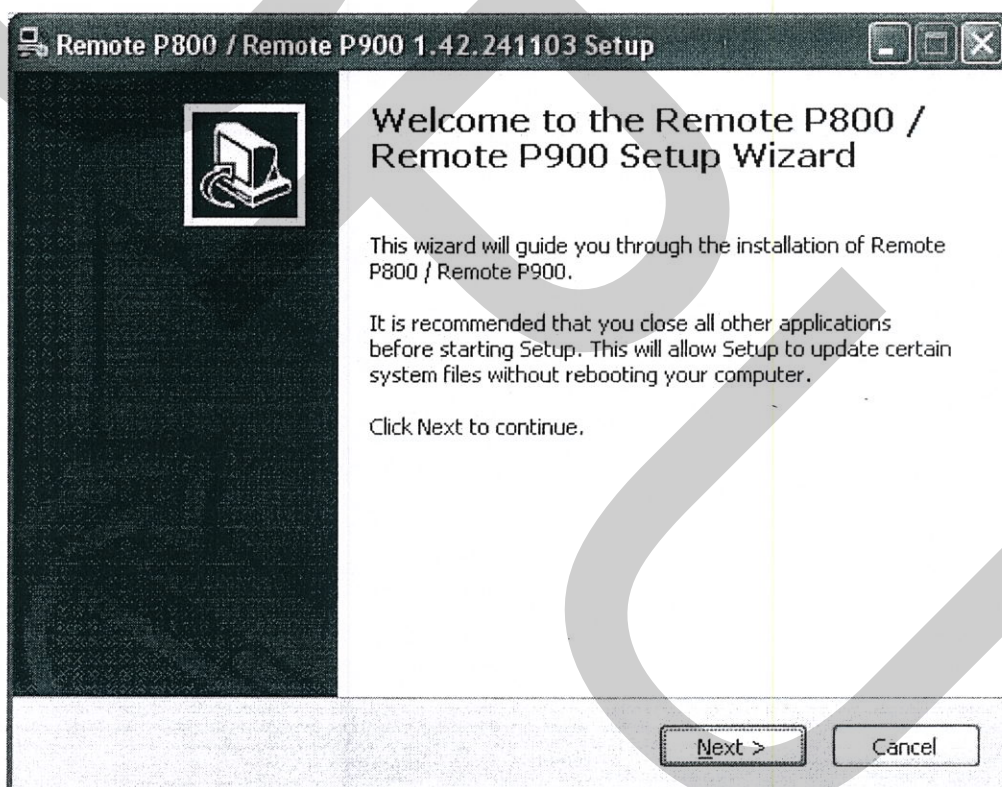 Remote P800 / Remote P900 1.42.241103 Setup
Welcome to the Remote P800 /
Remote P900 Setup Wizard
This wizard will guide you through the installation of Remote
P800 / Remote P900.
It is recommended that you close all other applications
before starting Setup. This will allow Setup to update certain
system files without rebooting your computer.
Click Next to continue.
Next >
Cancel